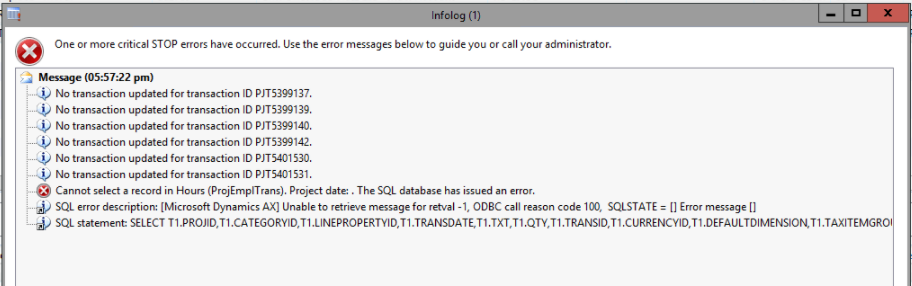 Infolog (1)
One or more critical STOP errors have occurred. Use the error messages below to guide you or call your administrator.
Message (05:57:22 pm)
No transaction updated for transaction ID PJT5399137.
No transaction updated for transaction ID PJT5399139.
No transaction updated for transaction ID PJT5399140.
No transaction updated for transaction ID PJT5399142.
No transaction updated for transaction ID PJT5401530.
No transaction updated for transaction ID PJT5401531.
Cannot select a record in Hours (ProjEmplTrans). Project date: . The SQL database has issued an error.
SQL error description: [Microsoft Dynamics AX] Unable to retrieve message for retval -1, ODBC call reason code 100,  SQLSTATE = [] Error message []
SQL statement: SELECT T1.PROJID,T1.CATEGORYID,T1.LINEPROPERTYID,T1.TRANSDATE,T1.TXT,T1.QTY,T1.TRANSID,T1.CURRENCYID,T1.DEFAULTDIMENSION,T1.TAXITEMGROU